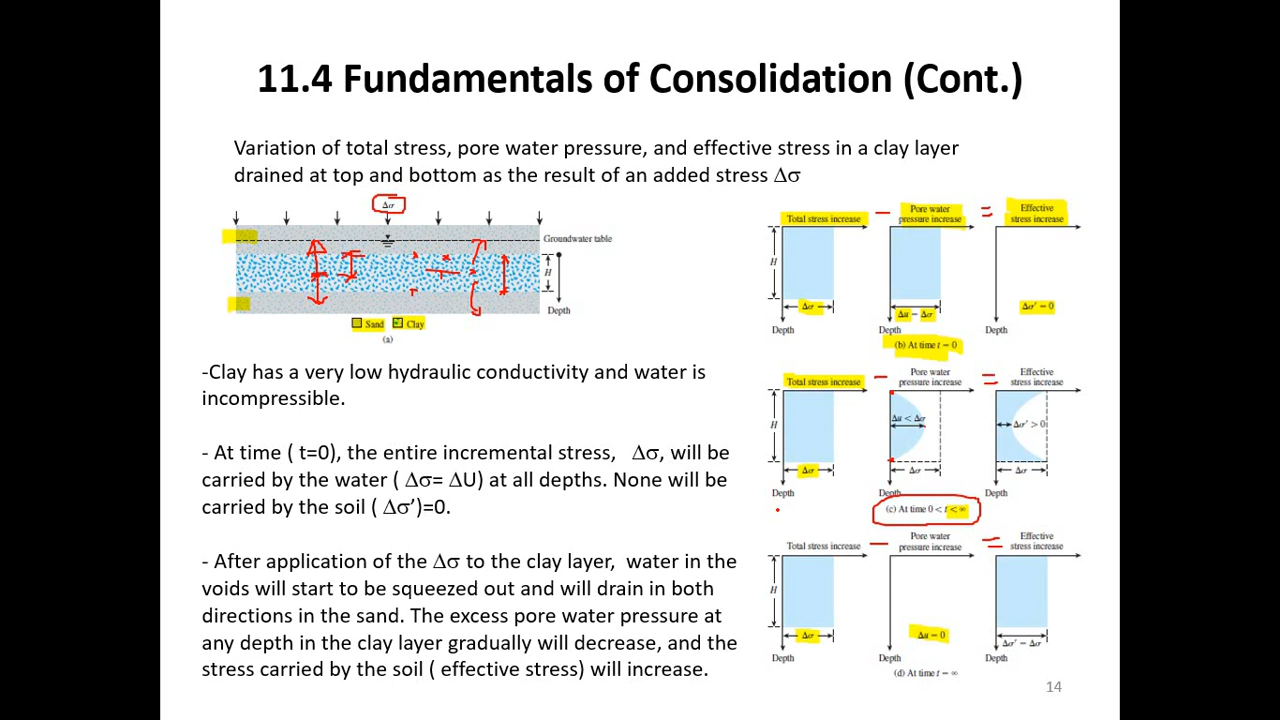 11.4 Fundamentals of Consolidation (Cont.)
Variation of total stress, pore water pressure, and effective stress in a clay layer
drained at top and bottom as the result of an added stress Δσ
Δσ
Groundwater table
H
Depth
Sand Clay
(a)
-Clay has a very low hydraulic conductivity and water is
incompressible.
- At time ( t=0), the entire incremental stress, Δσ, will be
carried by the water ( Δσ= ΔU) at all depths. None will be
carried by the soil ( Δσ’)=0.
- After application of the Δσ to the clay layer, water in the
voids will start to be squeezed out and will drain in both
directions in the sand. The excess pore water pressure at
any depth in the clay layer gradually will decrease, and the
stress carried by the soil ( effective stress) will increase.
Total stress increase
−
Pore water
pressure increase
=
Effective
stress increase
H
Δσ
Δu = Δσ
Δσ′ = 0
Depth
Depth
Depth
(b) At time t = 0
Total stress increase
−
Pore water
pressure increase
=
Effective
stress increase
H
Δu < Δσ
Δσ′ > 0
Δσ
Δσ
Δσ
Depth
Depth
Depth
(c) At time 0 < t < ∞
Total stress increase
−
Pore water
pressure increase
=
Effective
stress increase
H
Δσ
Δu = 0
Δσ′ = Δσ
Depth
Depth
Depth
(d) At time t = ∞
14